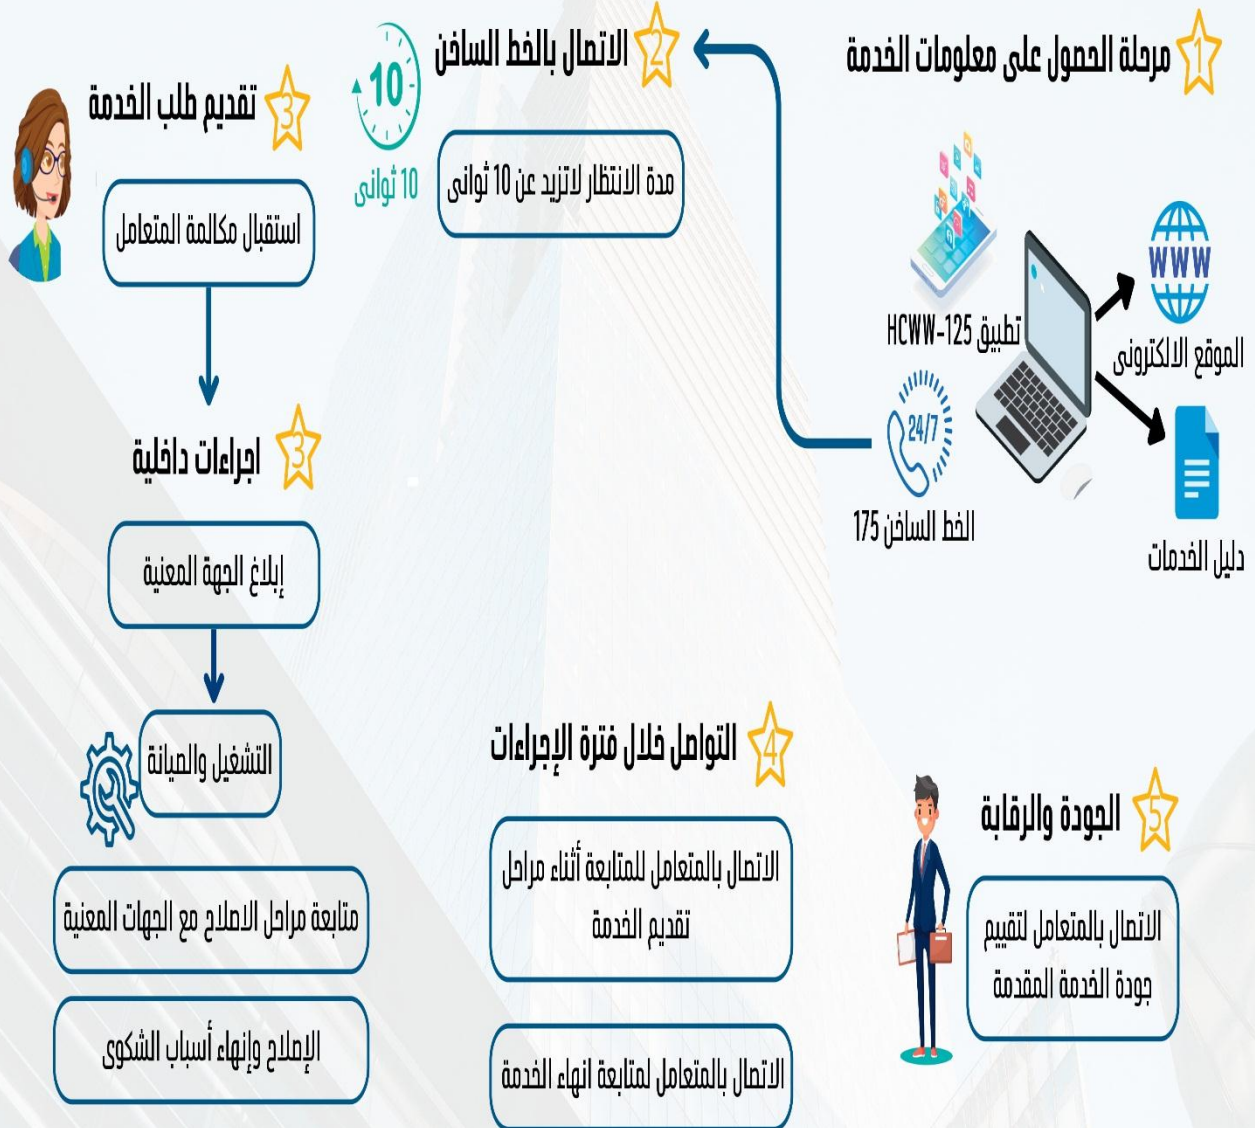 1 مرحلة الحصول على معلومات الخدمة
تطبيق HCWW-125
WWW
الموقع الالكترونى
24/7
الخط الساخن 175
دليل الخدمات
2 الاتصال بالخط الساخن
10
10 ثوانى
مدة الانتظار لاتزيد عن 10 ثوانى
3 تقديم طلب الخدمة
استقبال مكالمة المتعامل
3 اجراءات داخلية
إبلاغ الجهة المعنية
التشغيل والصيانة
متابعة مراحل الاصلاح مع الجهات المعنية
الإصلاح وإنهاء أسباب الشكوى
4 التواصل خلال فترة الإجراءات
الاتصال بالمتعامل للمتابعة أثناء مراحل
تقديم الخدمة
الاتصال بالمتعامل لمتابعة انهاء الخدمة
5 الجودة والرقابة
الاتصال بالمتعامل لتقييم
جودة الخدمة المقدمة